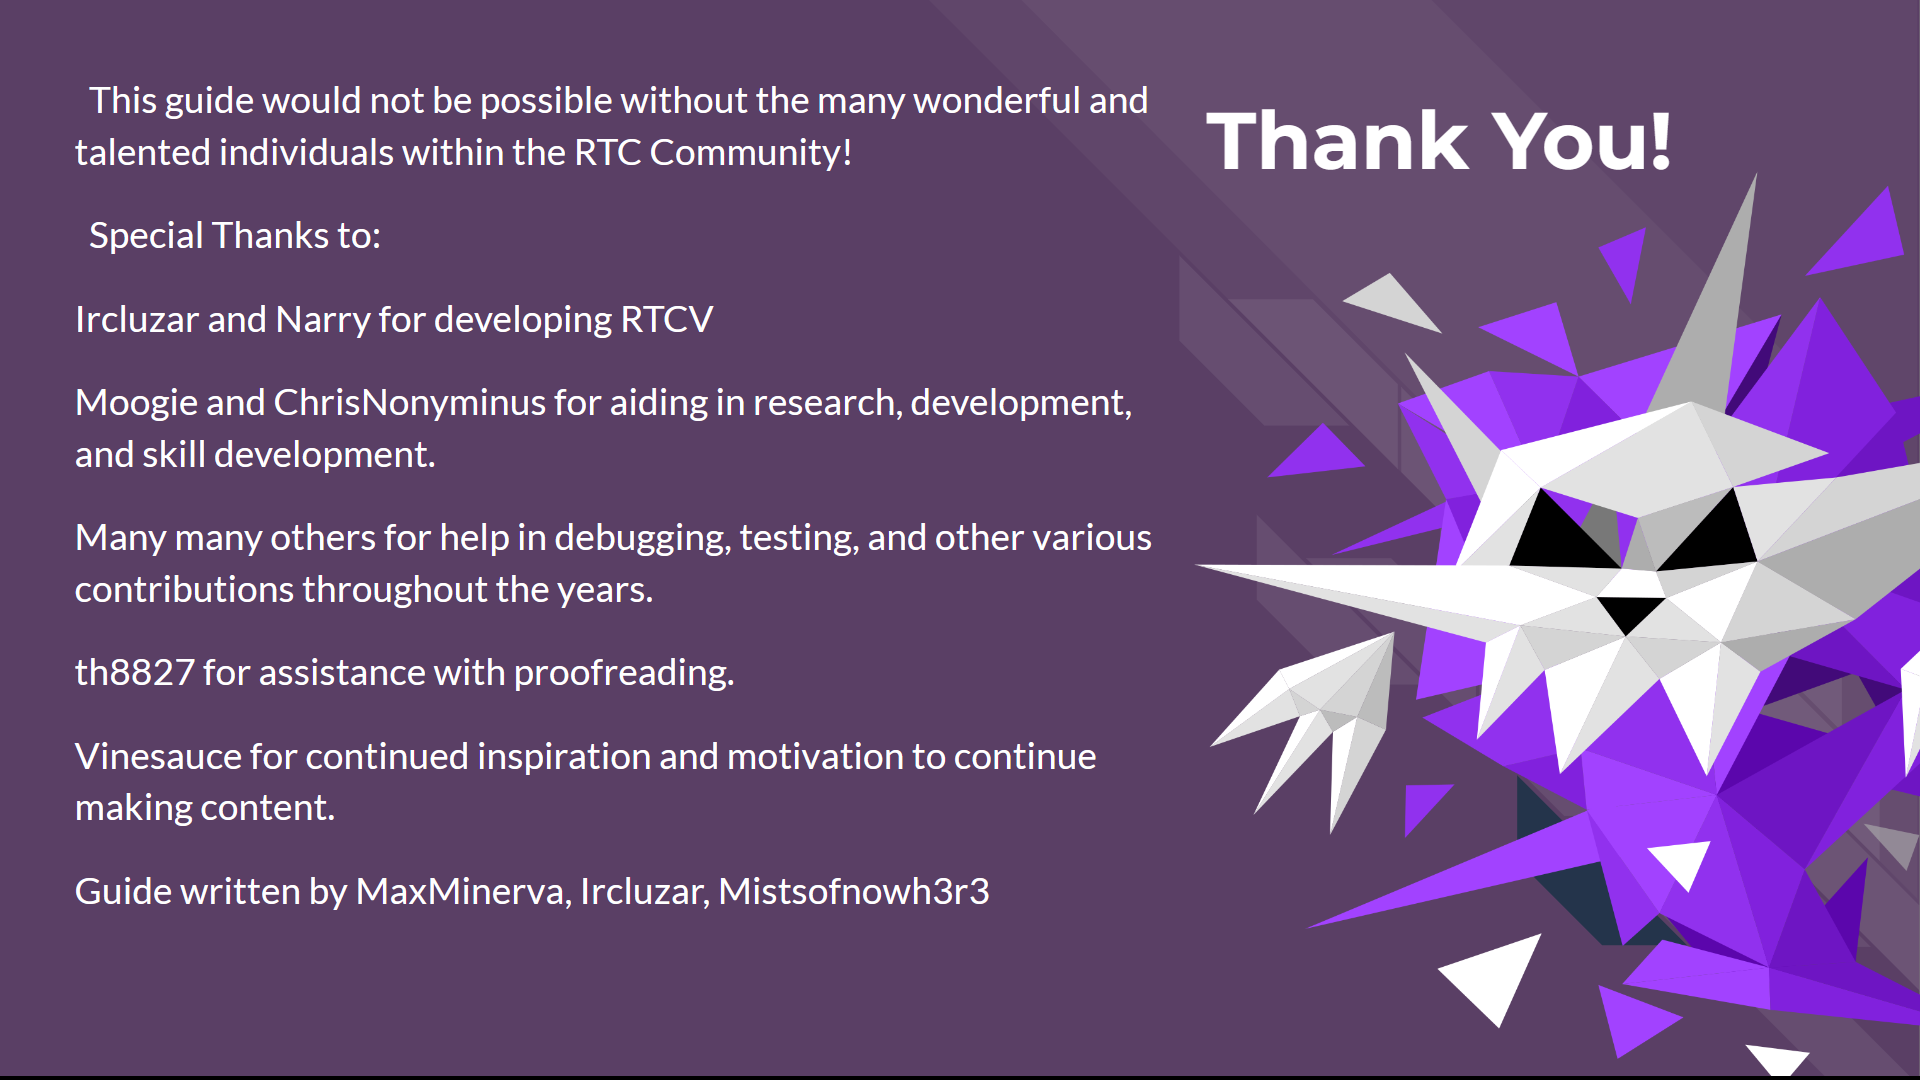 Thank You!
This guide would not be possible without the many wonderful and
talented individuals within the RTC Community!
Special Thanks to:
Ircluzar and Narry for developing RTCV
Moogie and ChrisNonyminus for aiding in research, development,
and skill development.
Many many others for help in debugging, testing, and other various
contributions throughout the years.
th8827 for assistance with proofreading.
Vinesauce for continued inspiration and motivation to continue
making content.
Guide written by MaxMinerva, Ircluzar, Mistsofnowh3r3